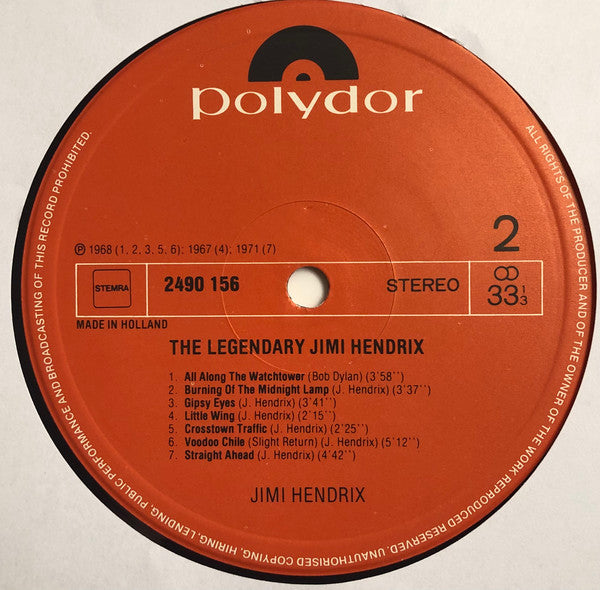 polydor
℗ 1968 (1, 2, 3, 5, 6); 1967 (4); 1971 (7)
2
STEMRA
2490 156
STEREO
33 1/3
MADE IN HOLLAND
THE LEGENDARY JIMI HENDRIX
1. All Along The Watchtower (Bob Dylan) (3'58'')
2. Burning Of The Midnight Lamp (J. Hendrix) (3'37'')
3. Gipsy Eyes (J. Hendrix) (3'41'')
4. Little Wing (J. Hendrix) (2'15'')
5. Crosstown Traffic (J. Hendrix) (2'25'')
6. Voodoo Chile (Slight Return) (J. Hendrix) (5'12'')
7. Straight Ahead (J. Hendrix) (4'42'')
JIMI HENDRIX
ALL RIGHTS OF THE PRODUCER AND OF THE OWNER OF THE WORK REPRODUCED RESERVED. UNAUTHORISED COPYING, HIRING, LENDING, PUBLIC PERFORMANCE AND BROADCASTING OF THIS RECORD PROHIBITED.